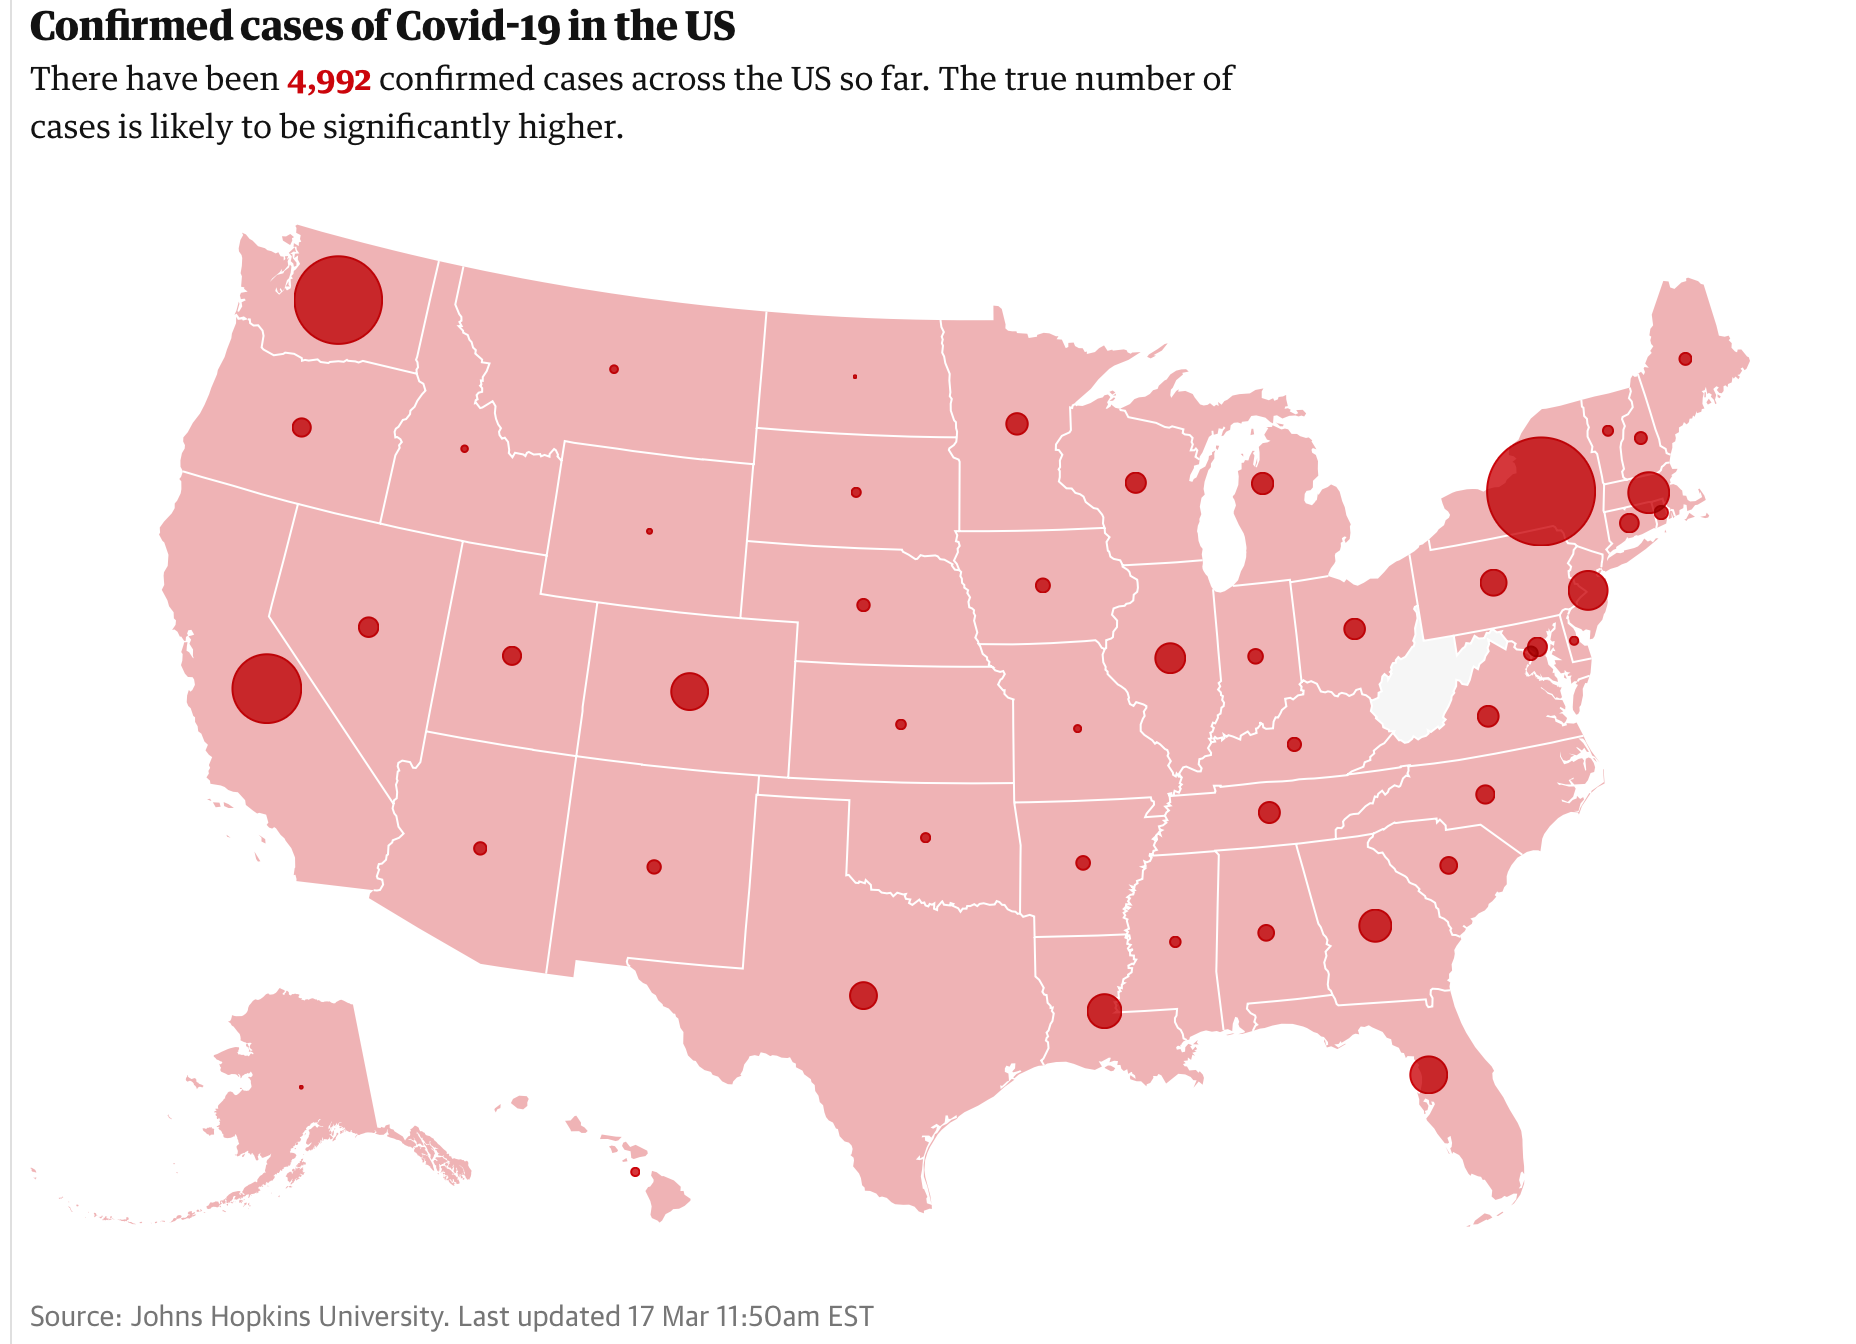 Confirmed cases of Covid-19 in the US
There have been 4,992 confirmed cases across the US so far. The true number of
cases is likely to be significantly higher.
Source: Johns Hopkins University. Last updated 17 Mar 11:50am EST